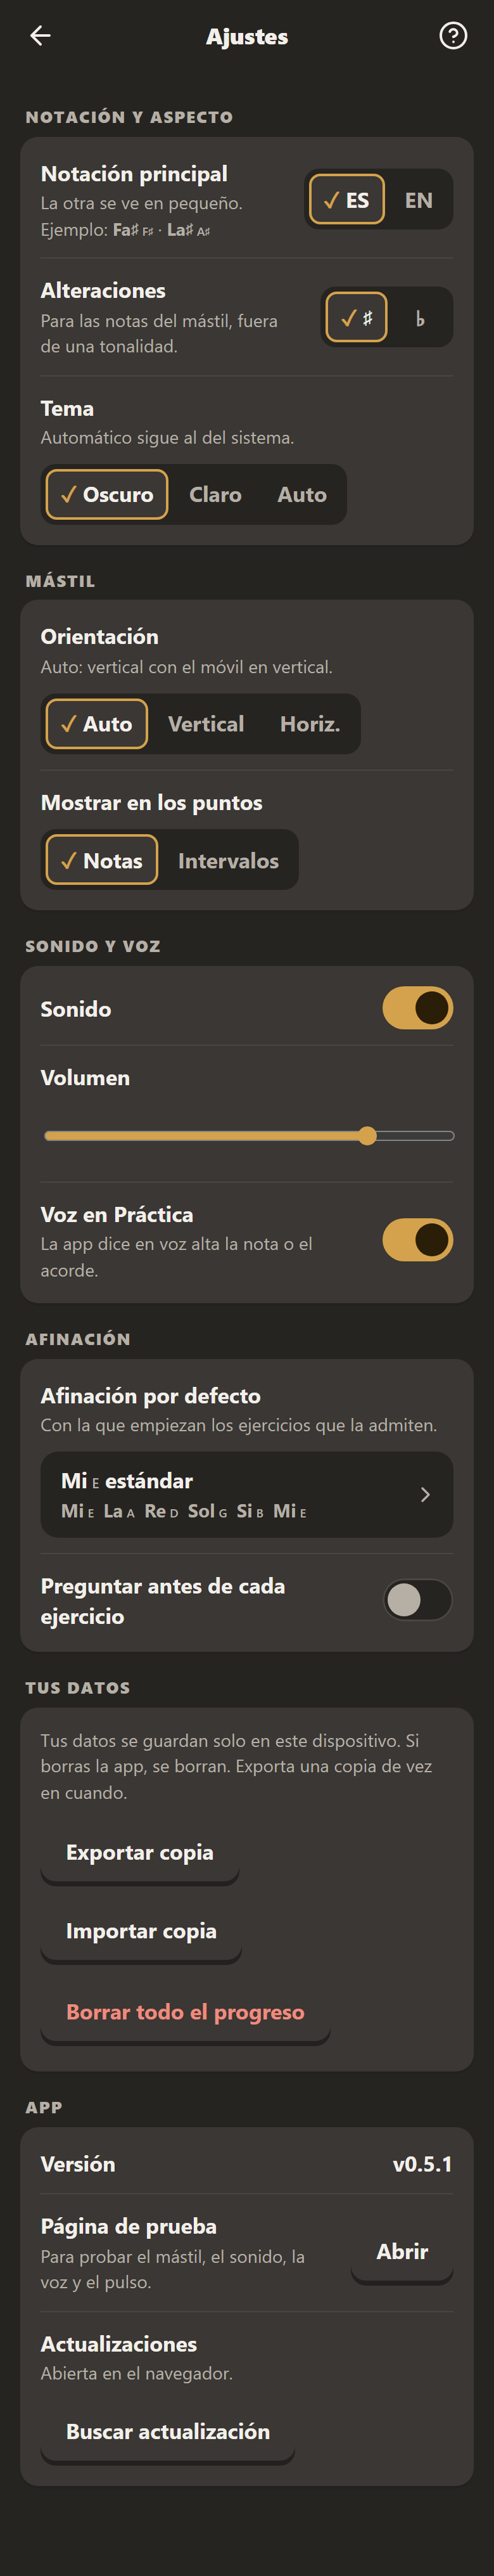 Ajustes
NOTACIÓN Y ASPECTO
Notación principal
La otra se ve en pequeño.
Ejemplo: Fa♯ F♯ · La♯ A♯
✓ ES EN
Alteraciones
Para las notas del mástil, fuera
de una tonalidad.
✓ ♯ ♭
Tema
Automático sigue al del sistema.
✓ Oscuro Claro Auto
MÁSTIL
Orientación
Auto: vertical con el móvil en vertical.
✓ Auto Vertical Horiz.
Mostrar en los puntos
✓ Notas Intervalos
SONIDO Y VOZ
Sonido
Volumen
Voz en Práctica
La app dice en voz alta la nota o el
acorde.
AFINACIÓN
Afinación por defecto
Con la que empiezan los ejercicios que la admiten.
Mi E estándar
Mi E La A Re D Sol G Si B Mi E
Preguntar antes de cada
ejercicio
TUS DATOS
Tus datos se guardan solo en este dispositivo. Si
borras la app, se borran. Exporta una copia de vez
en cuando.
Exportar copia
Importar copia
Borrar todo el progreso
APP
Versión v0.5.1
Página de prueba
Para probar el mástil, el sonido, la
voz y el pulso.
Abrir
Actualizaciones
Abierta en el navegador.
Buscar actualización